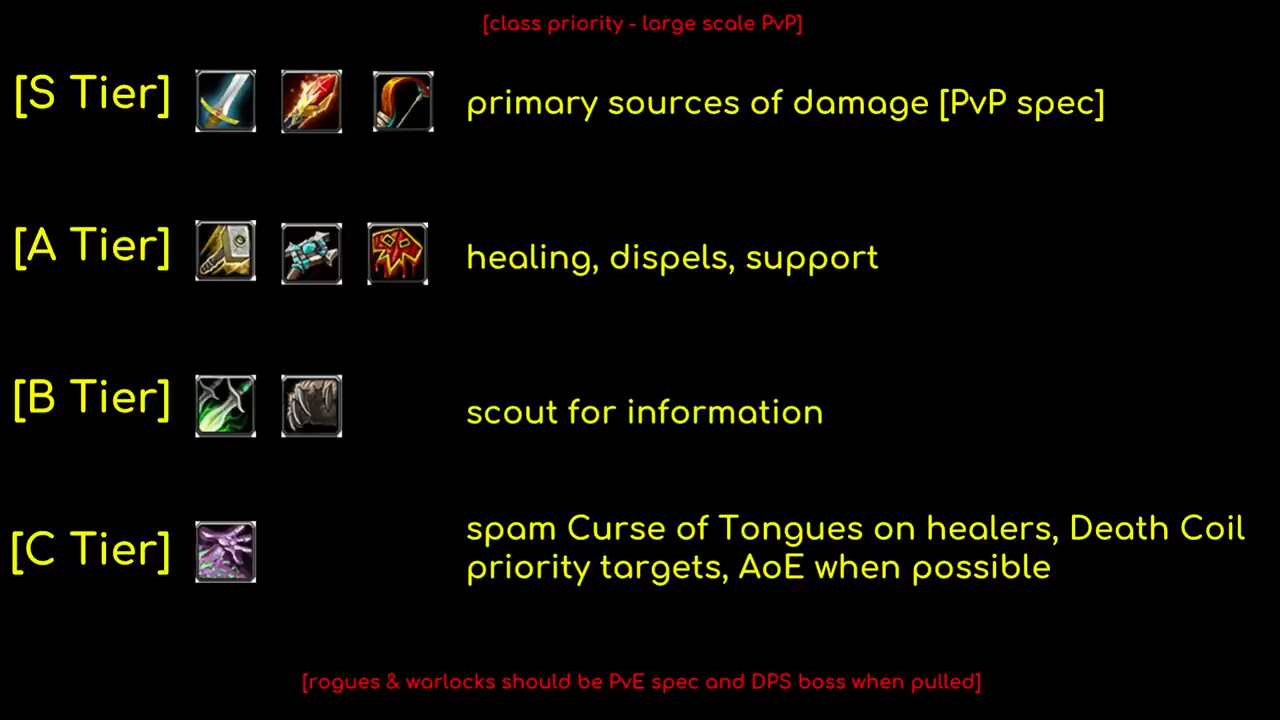 [class priority - large scale PvP]
[S Tier]
primary sources of damage [PvP spec]
[A Tier]
healing, dispels, support
[B Tier]
scout for information
[C Tier]
spam Curse of Tongues on healers, Death Coil
priority targets, AoE when possible
[rogues & warlocks should be PvE spec and DPS boss when pulled]